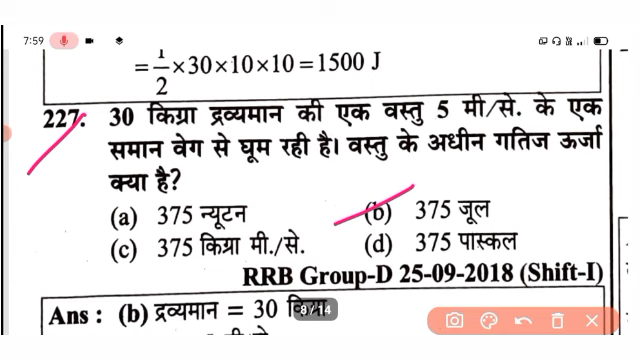 7:59
= 1/2 ×30×10×10 = 1500 J
227. 30 किग्रा द्रव्यमान की एक वस्तु 5 मी/से. के एक
समान वेग से घूम रही है। वस्तु के अधीन गतिज ऊर्जा
क्या है?
(a) 375 न्यूटन (b) 375 जूल
(c) 375 किग्रा मी./से. (d) 375 पास्कल
RRB Group-D 25-09-2018 (Shift-I)
Ans : (b) द्रव्यमान = 30 किग्रा
8/14